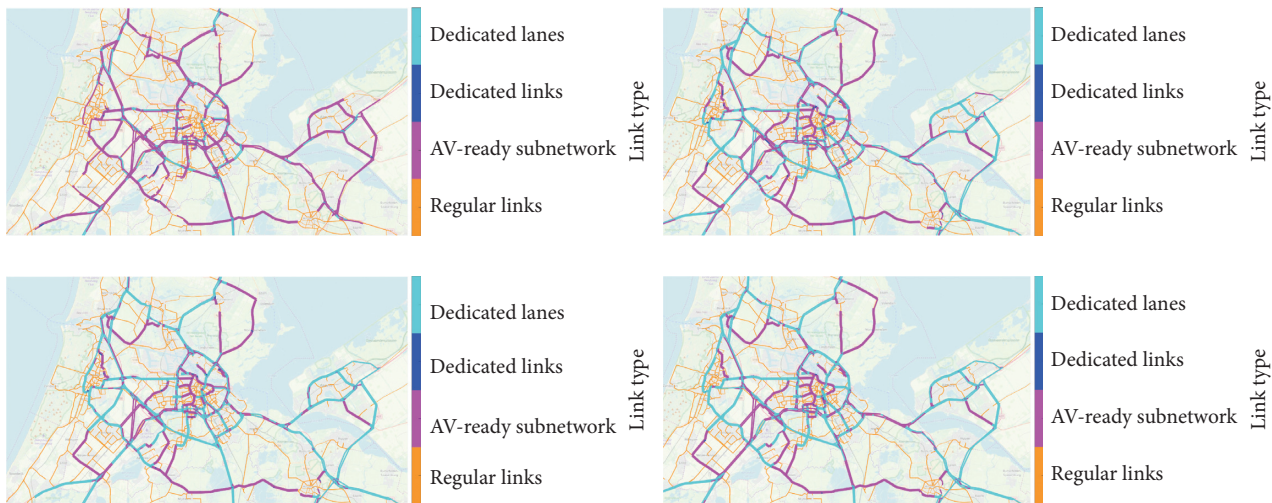 Dedicated lanes
Dedicated links
AV-ready subnetwork
Regular links
Link type
Dedicated lanes
Dedicated links
AV-ready subnetwork
Regular links
Link type
Dedicated lanes
Dedicated links
AV-ready subnetwork
Regular links
Link type
Dedicated lanes
Dedicated links
AV-ready subnetwork
Regular links
Link type